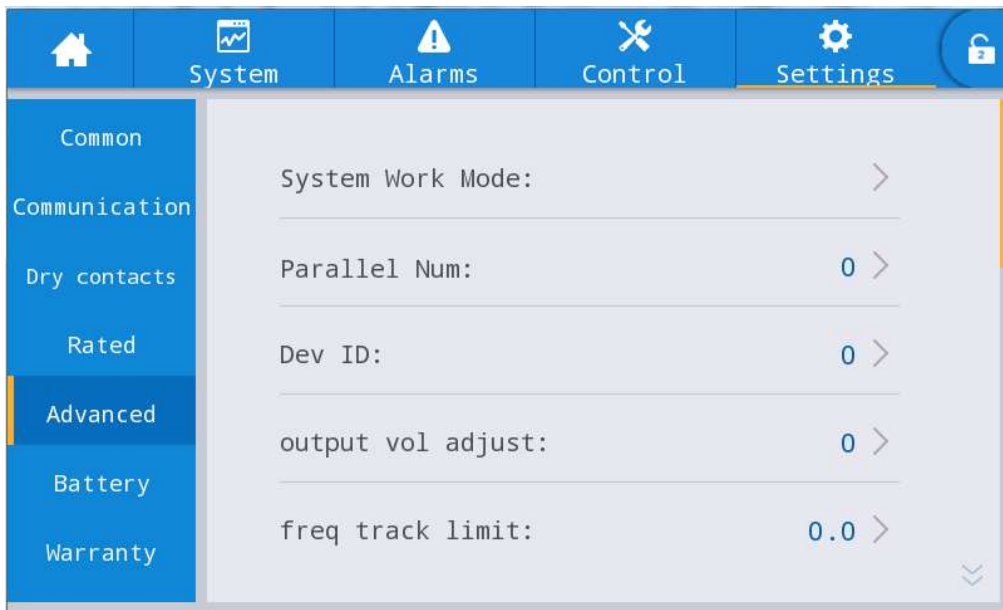 System
Alarms
Control
Settings
2
Common
Communication
Dry contacts
Rated
Advanced
Battery
Warranty
System Work Mode:
Parallel Num: 0
Dev ID: 0
output vol adjust: 0
freq track limit: 0.0